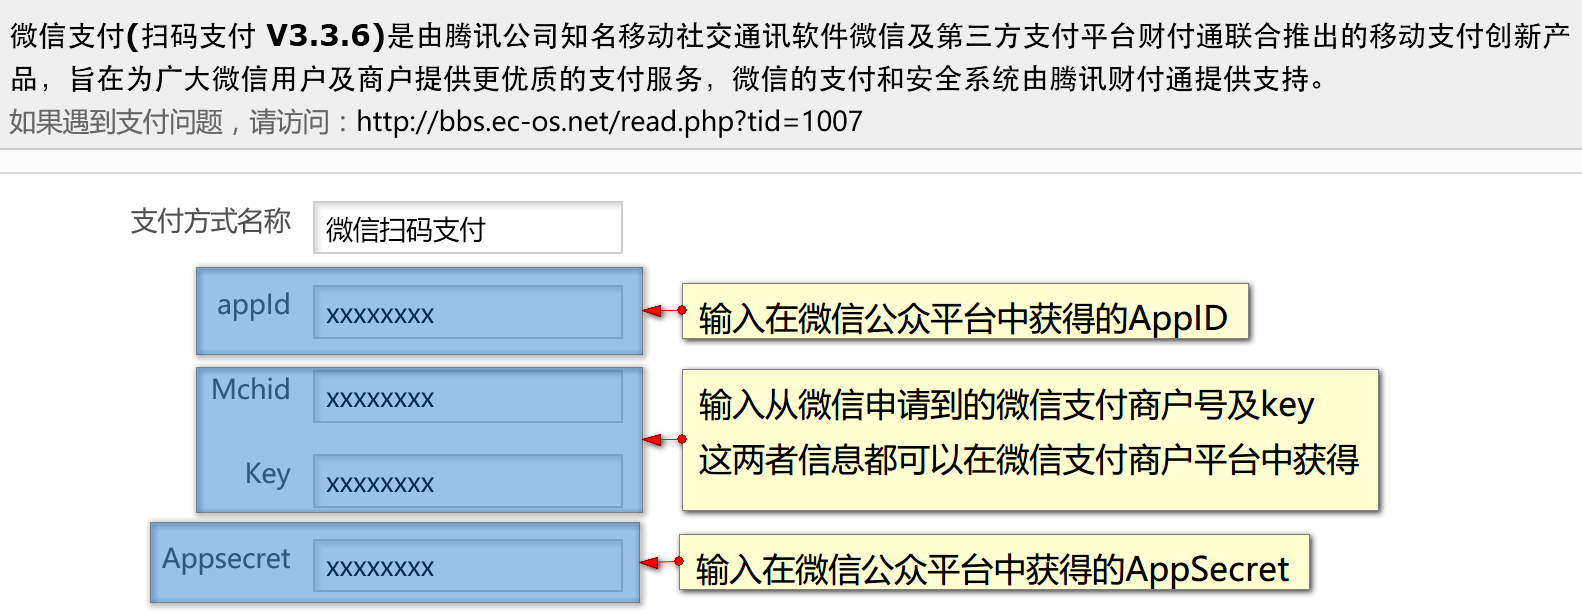 微信支付(扫码支付 V3.3.6)是由腾讯公司知名移动社交通讯软件微信及第三方支付平台财付通联合推出的移动支付创新产
品，旨在为广大微信用户及商户提供更优质的支付服务，微信的支付和安全系统由腾讯财付通提供支持。
如果遇到支付问题，请访问：http://bbs.ec-os.net/read.php?tid=1007
支付方式名称 微信扫码支付
appId xxxxxxxx 输入在微信公众平台中获得的AppID
Mchid xxxxxxxx 输入从微信申请到的微信支付商户号及key
这两者信息都可以在微信支付商户平台中获得
Key xxxxxxxx
Appsecret xxxxxxxx 输入在微信公众平台中获得的AppSecret